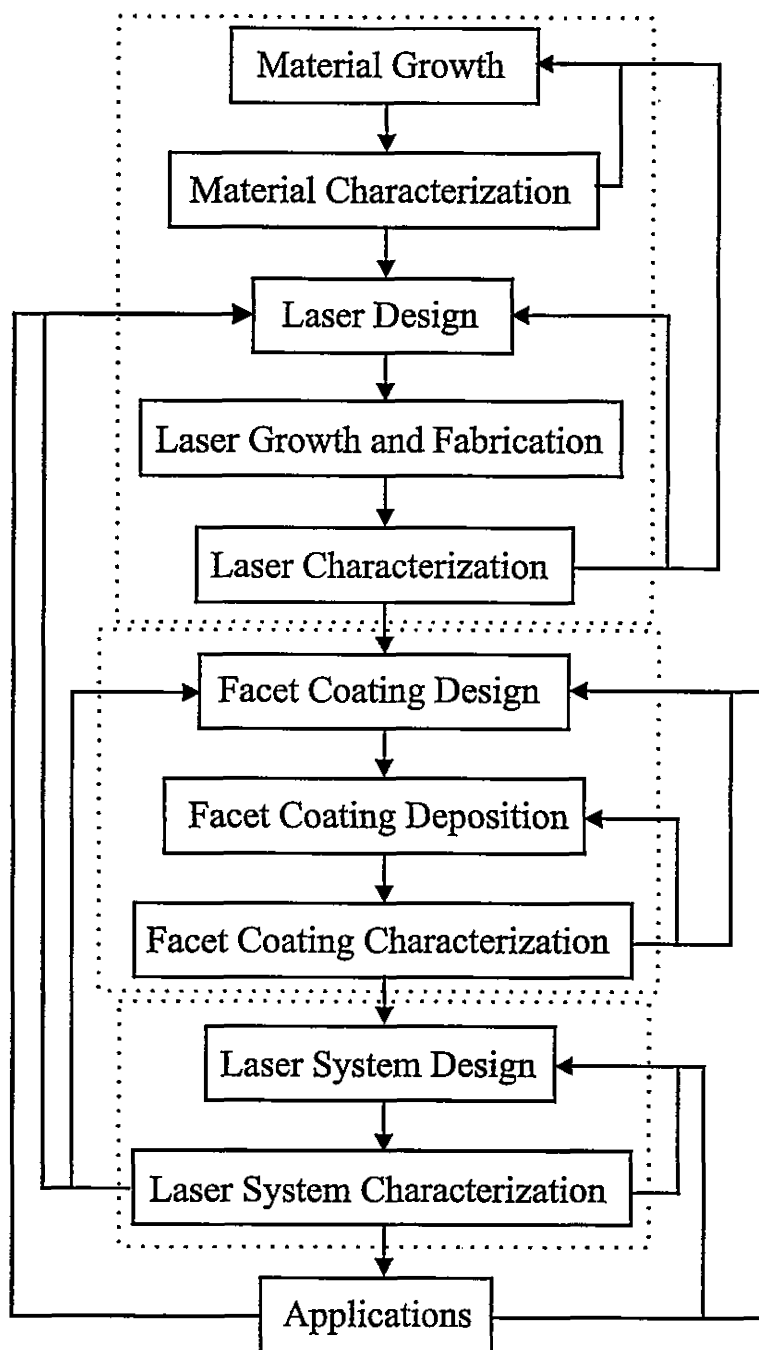 Material Growth
Material Characterization
Laser Design
Laser Growth and Fabrication
Laser Characterization
Facet Coating Design
Facet Coating Deposition
Facet Coating Characterization
Laser System Design
Laser System Characterization
Applications